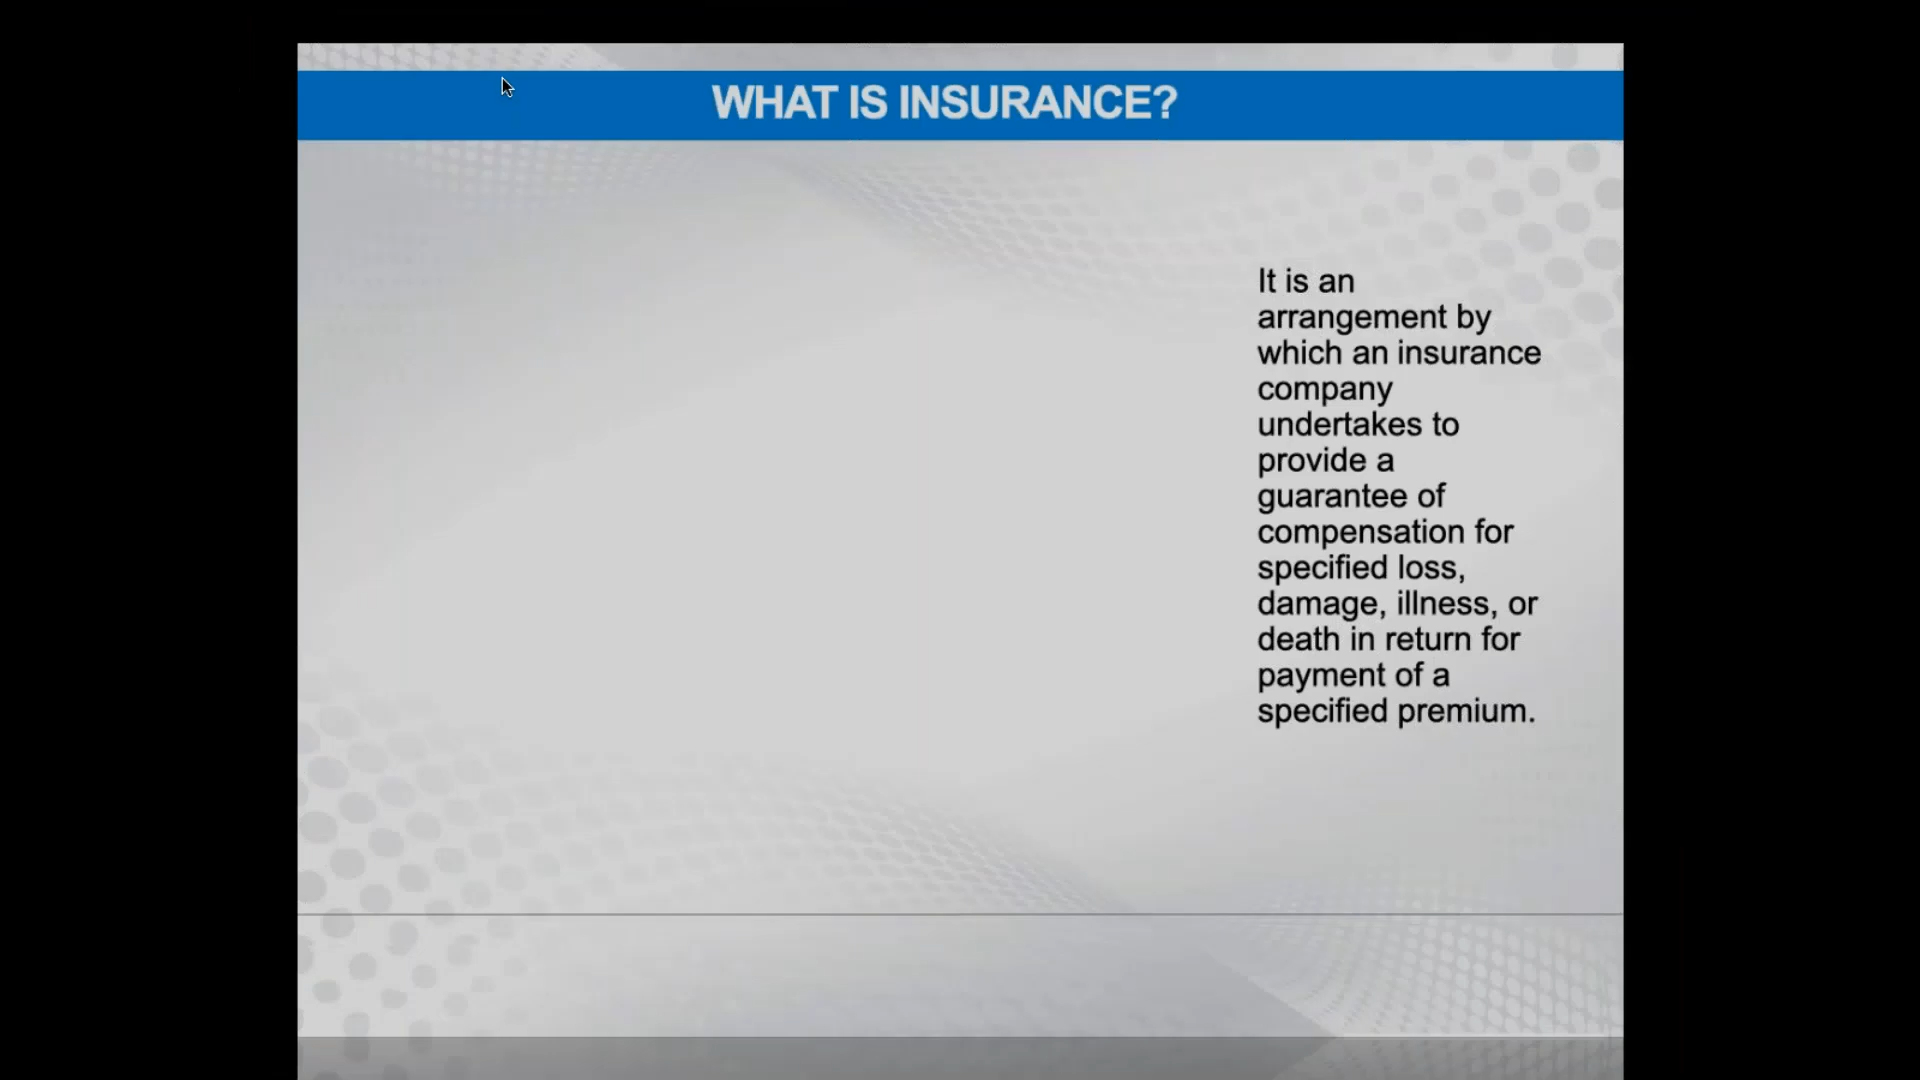 WHAT IS INSURANCE?
It is an
arrangement by
which an insurance
company
undertakes to
provide a
guarantee of
compensation for
specified loss,
damage, illness, or
death in return for
payment of a
specified premium.